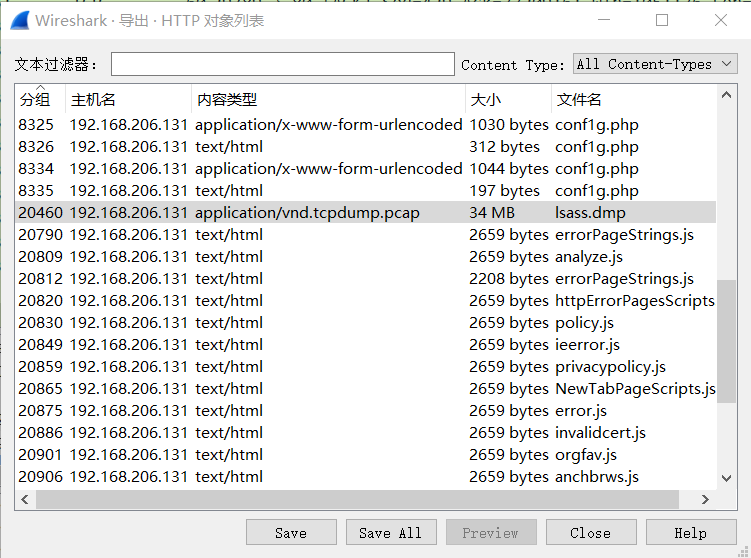 Wireshark · 导出 · HTTP 对象列表
文本过滤器： Content Type: All Content-Types
分组 主机名 内容类型 大小 文件名
8325 192.168.206.131 application/x-www-form-urlencoded 1030 bytes conf1g.php
8326 192.168.206.131 text/html 312 bytes conf1g.php
8334 192.168.206.131 application/x-www-form-urlencoded 1044 bytes conf1g.php
8335 192.168.206.131 text/html 197 bytes conf1g.php
20460 192.168.206.131 application/vnd.tcpdump.pcap 34 MB lsass.dmp
20790 192.168.206.131 text/html 2659 bytes errorPageStrings.js
20809 192.168.206.131 text/html 2659 bytes analyze.js
20812 192.168.206.131 text/html 2208 bytes errorPageStrings.js
20820 192.168.206.131 text/html 2659 bytes httpErrorPagesScripts
20830 192.168.206.131 text/html 2659 bytes policy.js
20849 192.168.206.131 text/html 2659 bytes ieerror.js
20859 192.168.206.131 text/html 2659 bytes privacypolicy.js
20865 192.168.206.131 text/html 2659 bytes NewTabPageScripts.js
20875 192.168.206.131 text/html 2659 bytes error.js
20886 192.168.206.131 text/html 2659 bytes invalidcert.js
20901 192.168.206.131 text/html 2659 bytes orgfav.js
20906 192.168.206.131 text/html 2659 bytes anchbrws.js
Save Save All Preview Close Help